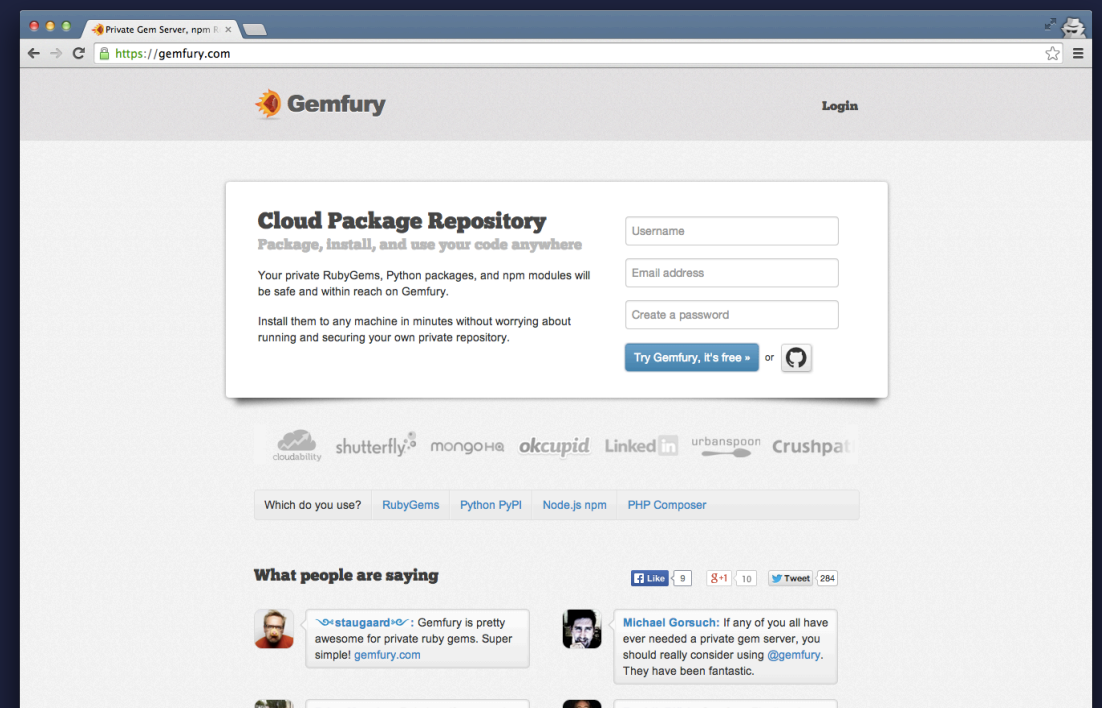 Private Gem Server, npm R
https://gemfury.com
Gemfury
Login
Cloud Package Repository
Package, install, and use your code anywhere
Your private RubyGems, Python packages, and npm modules will
be safe and within reach on Gemfury.
Install them to any machine in minutes without worrying about
running and securing your own private repository.
Username
Email address
Create a password
Try Gemfury, it's free »
or
cloudability
shutterfly
mongoHQ
okcupid
Linked in
urbanspoon
Crushpat
Which do you use?
RubyGems
Python PyPI
Node.js npm
PHP Composer
What people are saying
Like 9
g+1 10
Tweet 284
staugaard: Gemfury is pretty
awesome for private ruby gems. Super
simple! gemfury.com
Michael Gorsuch: If any of you all have
ever needed a private gem server, you
should really consider using @gemfury.
They have been fantastic.